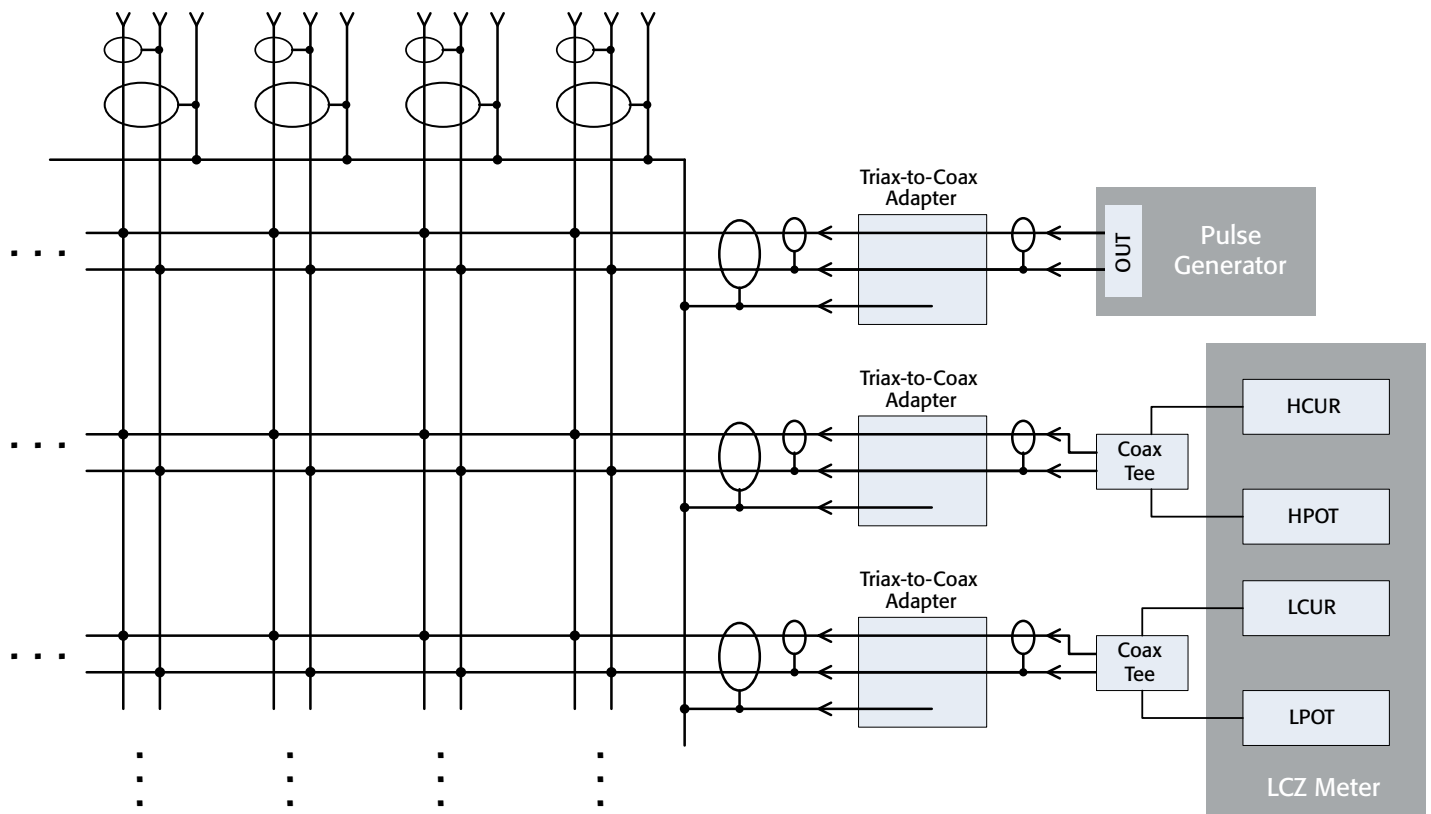 Triax-to-Coax
Adapter
OUT
Pulse
Generator
Triax-to-Coax
Adapter
Coax
Tee
HCUR
HPOT
Triax-to-Coax
Adapter
Coax
Tee
LCUR
LPOT
LCZ Meter